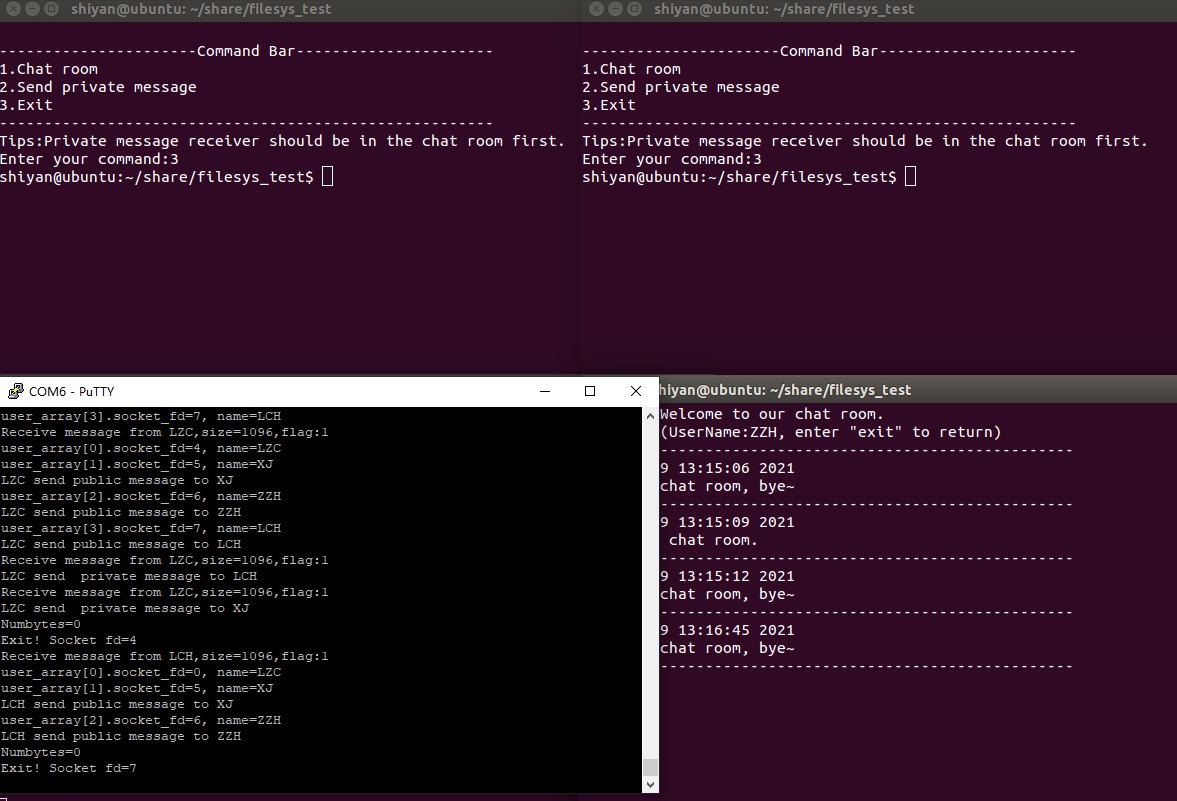 shiyan@ubuntu: ~/share/filesys_test
----------------------Command Bar----------------------
1.Chat room
2.Send private message
3.Exit
-------------------------------------------------------
Tips:Private message receiver should be in the chat room first.
Enter your command:3
shiyan@ubuntu:~/share/filesys_test$
shiyan@ubuntu: ~/share/filesys_test
----------------------Command Bar----------------------
1.Chat room
2.Send private message
3.Exit
-------------------------------------------------------
Tips:Private message receiver should be in the chat room first.
Enter your command:3
shiyan@ubuntu:~/share/filesys_test$
COM6 - PuTTY
user_array[3].socket_fd=7, name=LCH
Receive message from LZC,size=1096,flag:1
user_array[0].socket_fd=4, name=LZC
user_array[1].socket_fd=5, name=XJ
LZC send public message to XJ
user_array[2].socket_fd=6, name=ZZH
LZC send public message to ZZH
user_array[3].socket_fd=7, name=LCH
LZC send public message to LCH
Receive message from LZC,size=1096,flag:1
LZC send  private message to LCH
Receive message from LZC,size=1096,flag:1
LZC send  private message to XJ
Numbytes=0
Exit! Socket fd=4
Receive message from LCH,size=1096,flag:1
user_array[0].socket_fd=0, name=LZC
user_array[1].socket_fd=5, name=XJ
LCH send public message to XJ
user_array[2].socket_fd=6, name=ZZH
LCH send public message to ZZH
Numbytes=0
Exit! Socket fd=7
hiyan@ubuntu: ~/share/filesys_test
Welcome to our chat room.
(UserName:ZZH, enter "exit" to return)
----------------------------------------------
9 13:15:06 2021
chat room, bye~
----------------------------------------------
9 13:15:09 2021
chat room.
----------------------------------------------
9 13:15:12 2021
chat room, bye~
----------------------------------------------
9 13:16:45 2021
chat room, bye~
----------------------------------------------